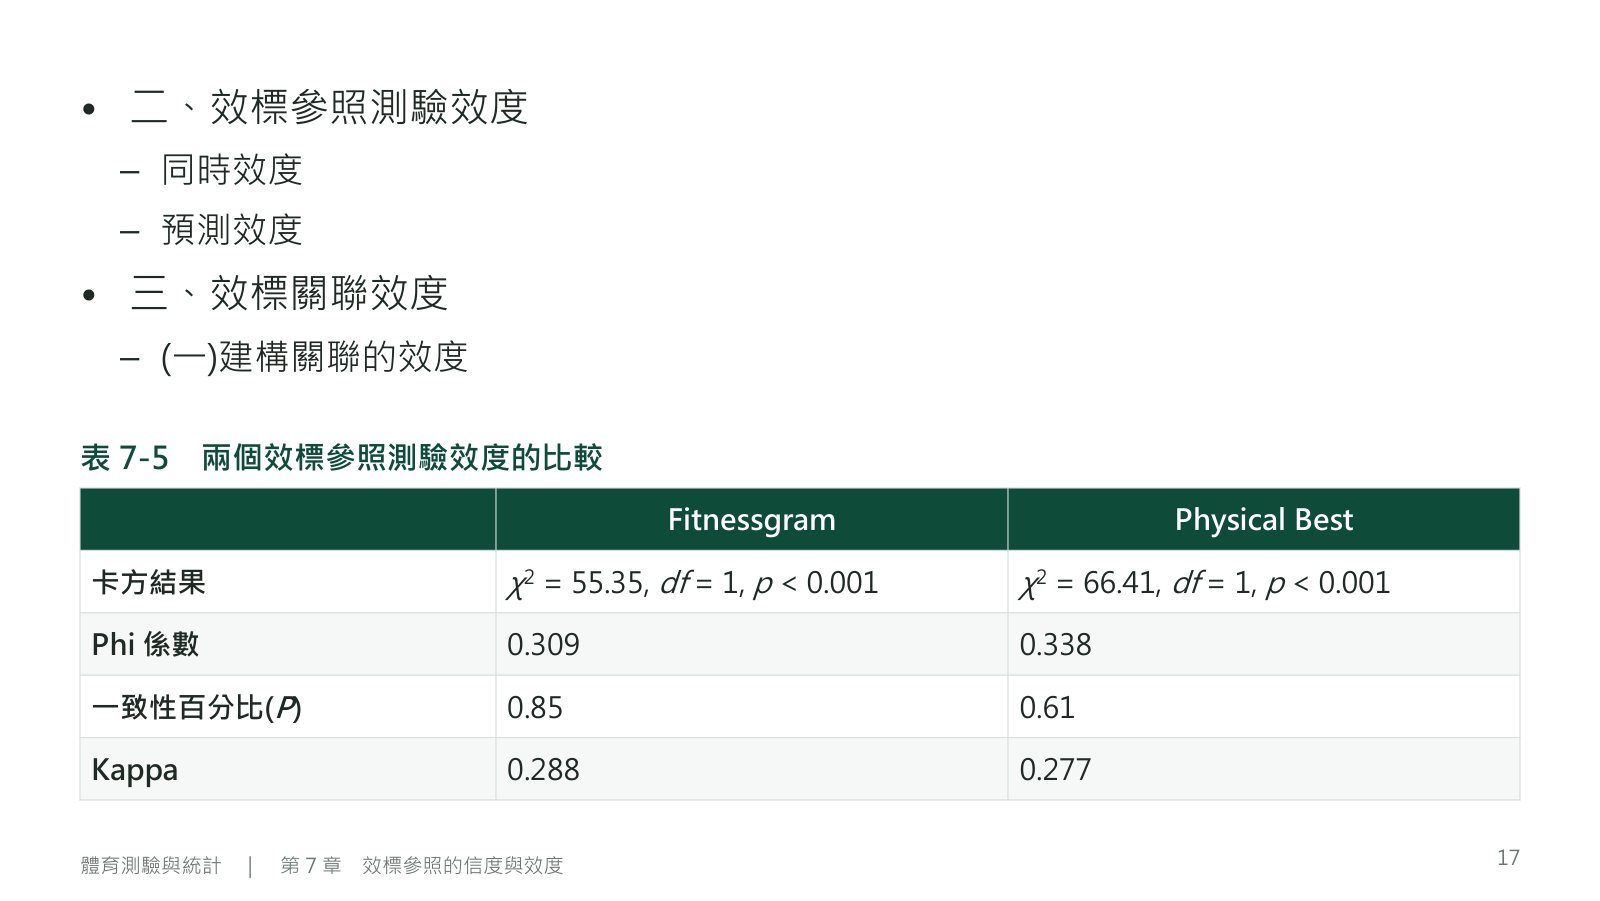 • 二、效標參照測驗效度
– 同時效度
– 預測效度
• 三、效標關聯效度
– (一)建構關聯的效度
表 7-5　兩個效標參照測驗效度的比較
Fitnessgram Physical Best
卡方結果 χ² = 55.35, df = 1, p < 0.001 χ² = 66.41, df = 1, p < 0.001
Phi 係數 0.309 0.338
一致性百分比(P) 0.85 0.61
Kappa 0.288 0.277
體育測驗與統計　|　第 7 章　效標參照的信度與效度 17